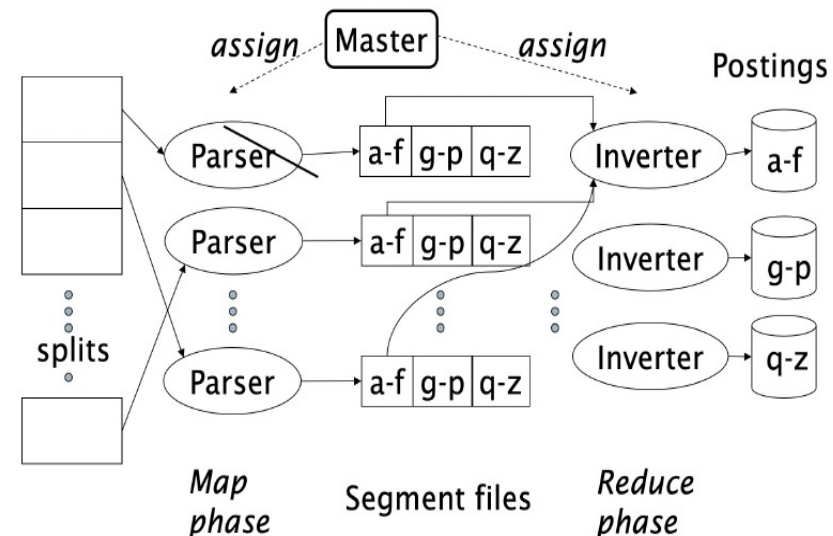 assign
Master
assign
Postings
Parser
a-f g-p q-z
Inverter
a-f
Parser
a-f g-p q-z
Inverter
g-p
splits
Parser
a-f g-p q-z
Inverter
q-z
Map
phase
Segment files
Reduce
phase